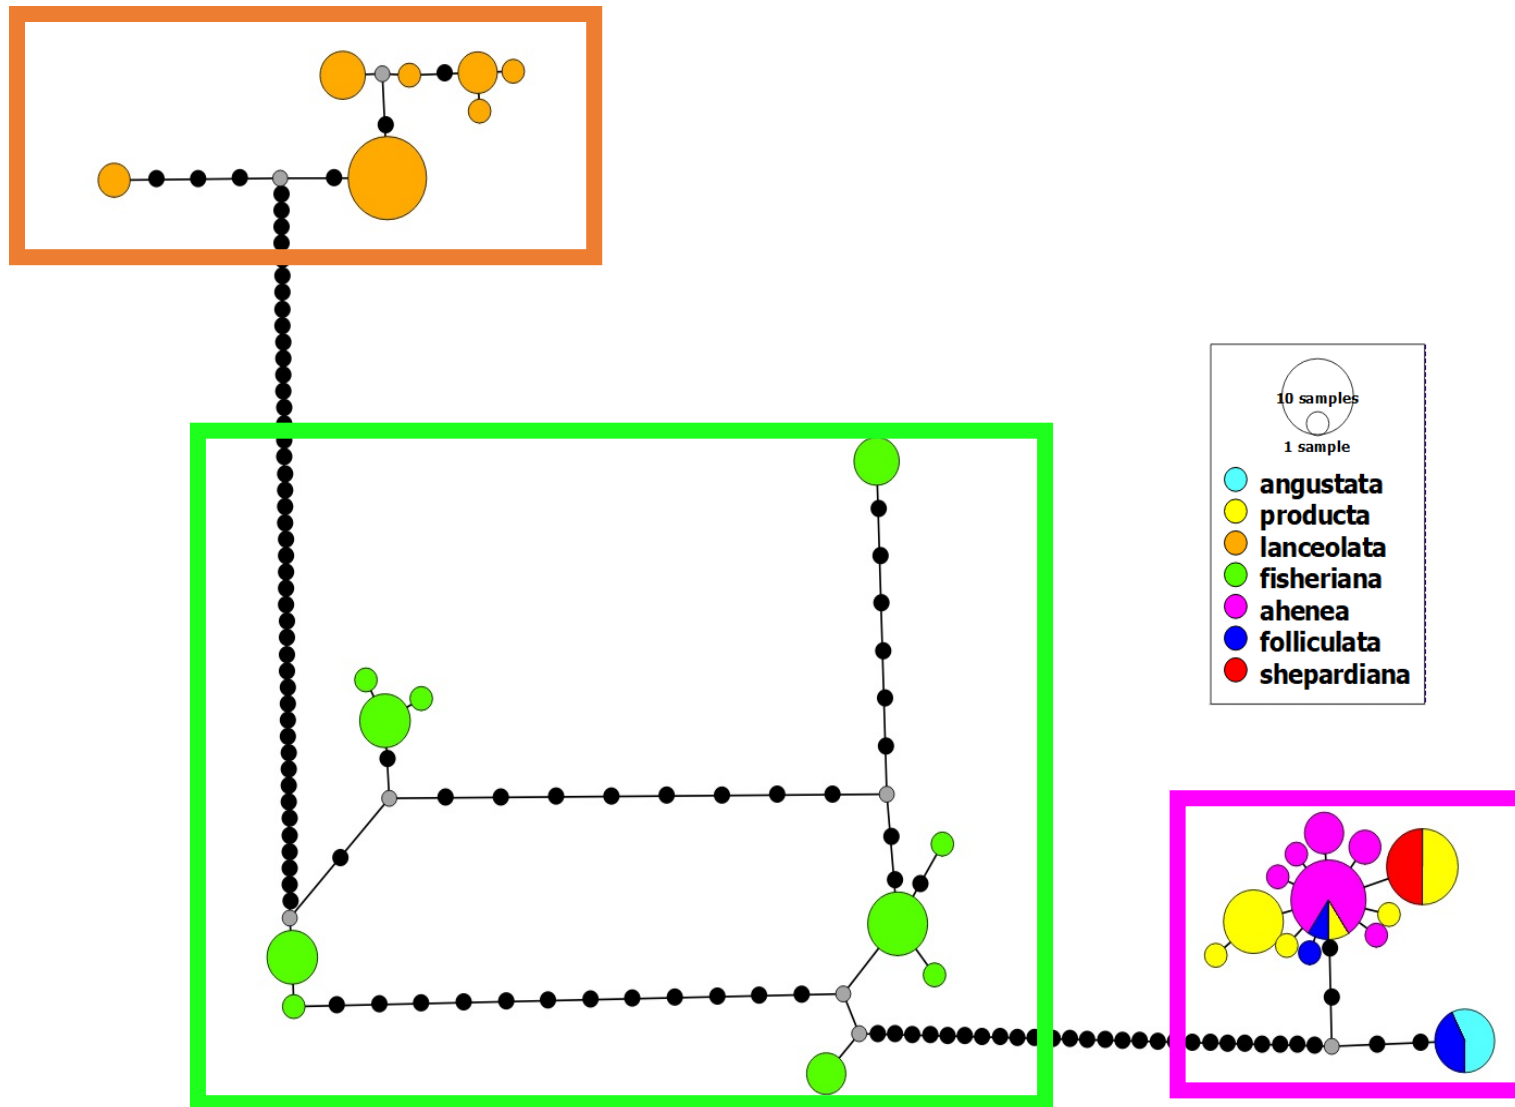 10 samples
1 sample
angustata
producta
lanceolata
fisheriana
ahenea
folliculata
shepardiana